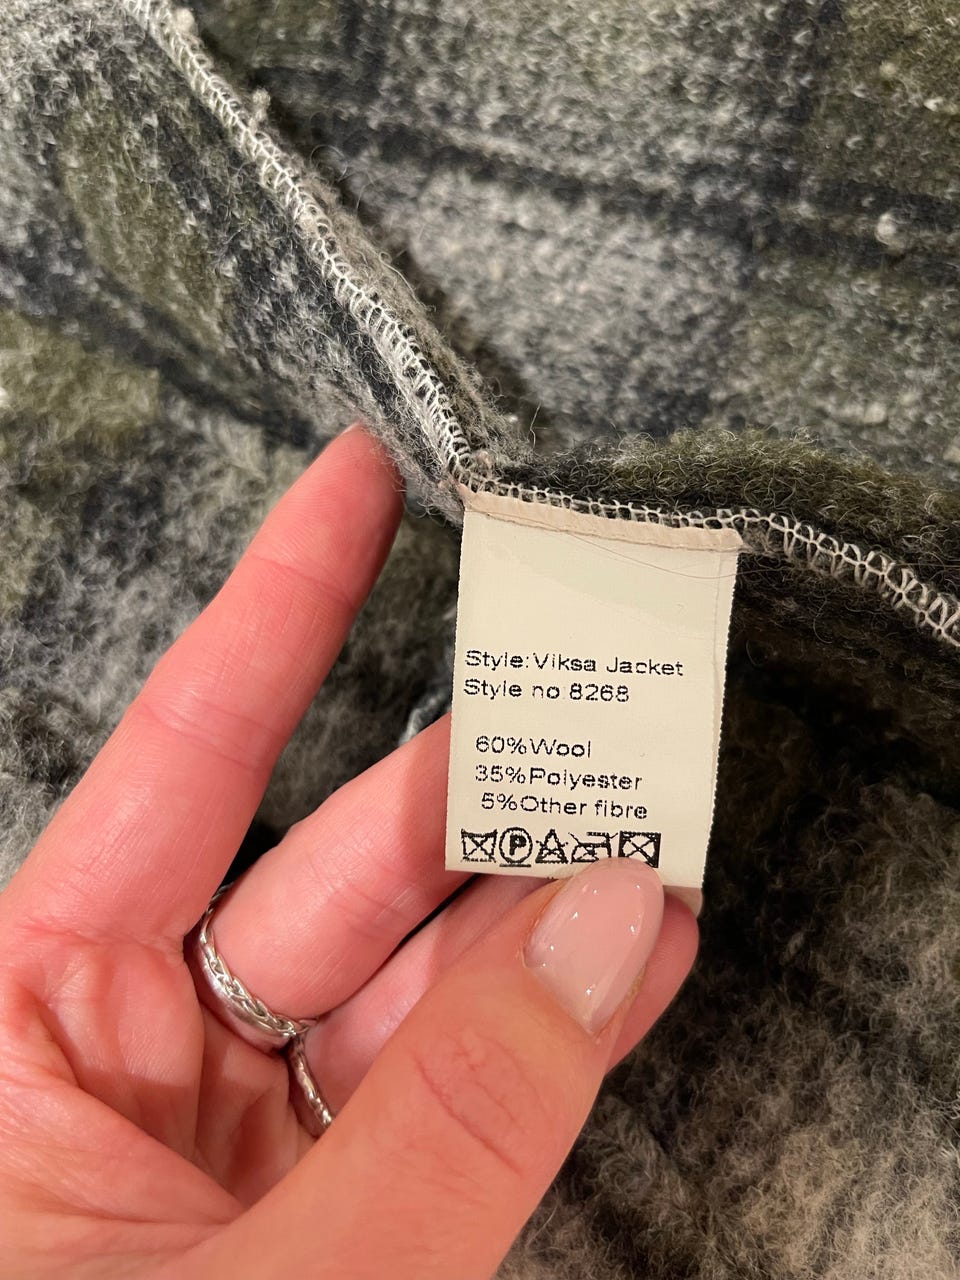 Style:Viksa Jacket
Style no 8268
60%Wool
35%Polyester
5%Other fibre
P